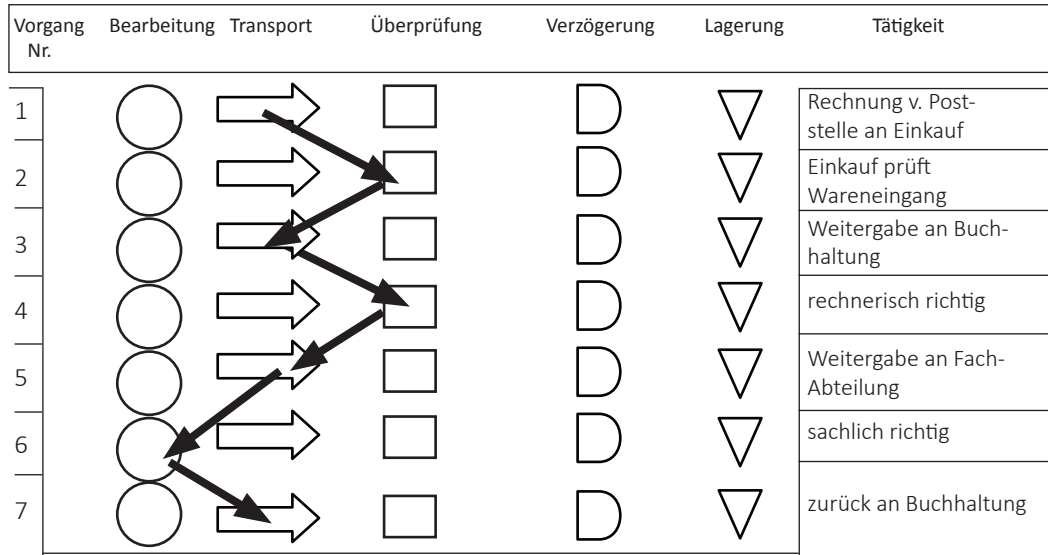 Vorgang Bearbeitung Transport Überprüfung Verzögerung Lagerung Tätigkeit
Nr.
1 Rechnung v. Post-
stelle an Einkauf
2 Einkauf prüft
Wareneingang
3 Weitergabe an Buch-
haltung
4 rechnerisch richtig
5 Weitergabe an Fach-
Abteilung
6 sachlich richtig
7 zurück an Buchhaltung